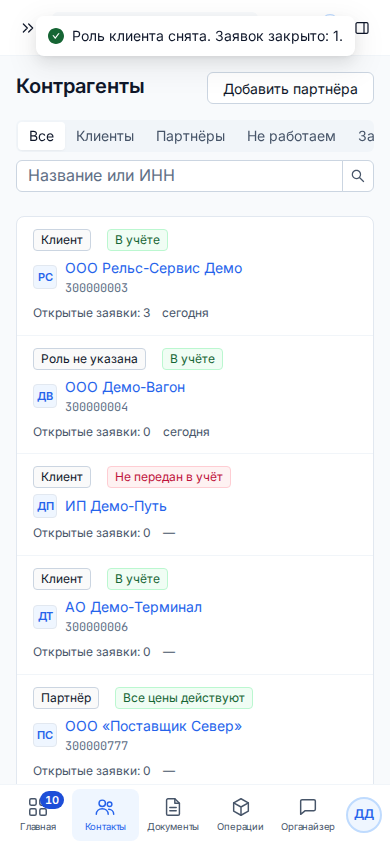 Роль клиента снята. Заявок закрыто: 1.
Контрагенты
Добавить партнёра
Все Клиенты Партнёры Не работаем За
Название или ИНН
Клиент В учёте
РС ООО Рельс-Сервис Демо
300000003
Открытые заявки: 3 сегодня
Роль не указана В учёте
ДВ ООО Демо-Вагон
300000004
Открытые заявки: 0 сегодня
Клиент Не передан в учёт
ДП ИП Демо-Путь
Открытые заявки: 0 —
Клиент В учёте
ДТ АО Демо-Терминал
300000006
Открытые заявки: 0 —
Партнёр Все цены действуют
ПС ООО «Поставщик Север»
300000777
Открытые заявки: 0 —
10
Главная Контакты Документы Операции Органайзер ДД